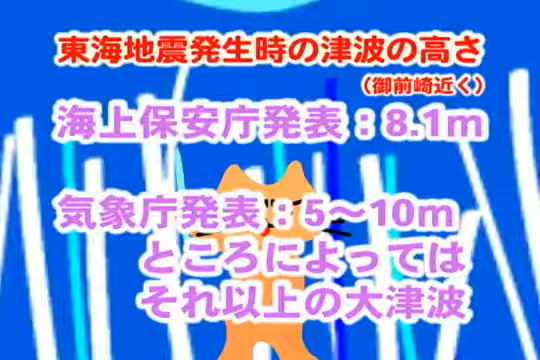 東海地震発生時の津波の高さ
（御前崎近く）
海上保安庁発表：8.1m
気象庁発表：5〜10m
ところによっては
それ以上の大津波